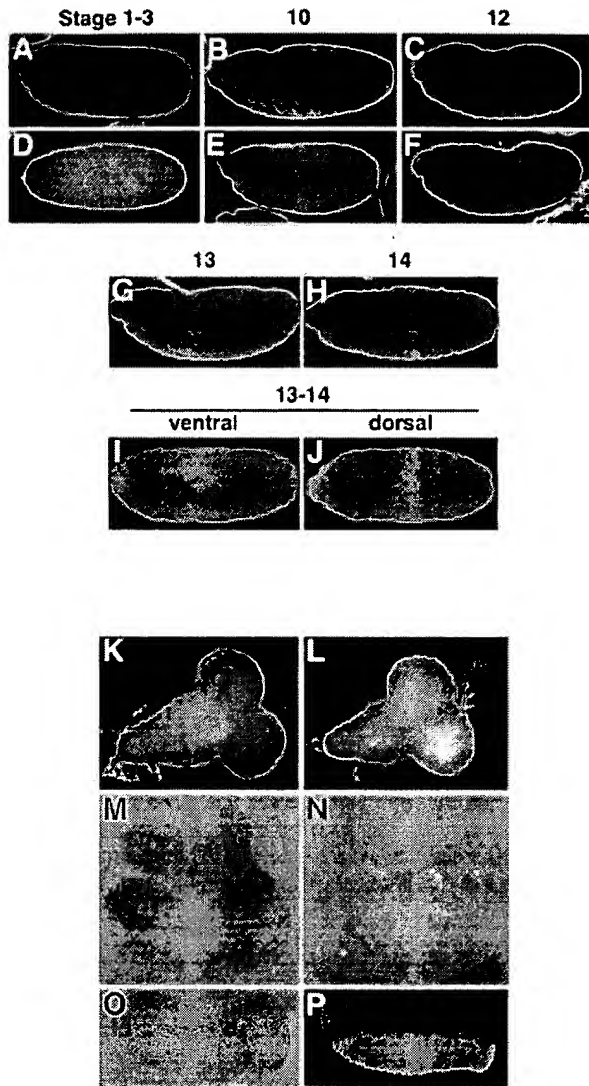 Stage 1-3 10 12
A B C
D E F
13 14
G H
13-14
ventral dorsal
I J
K L
M N
O P